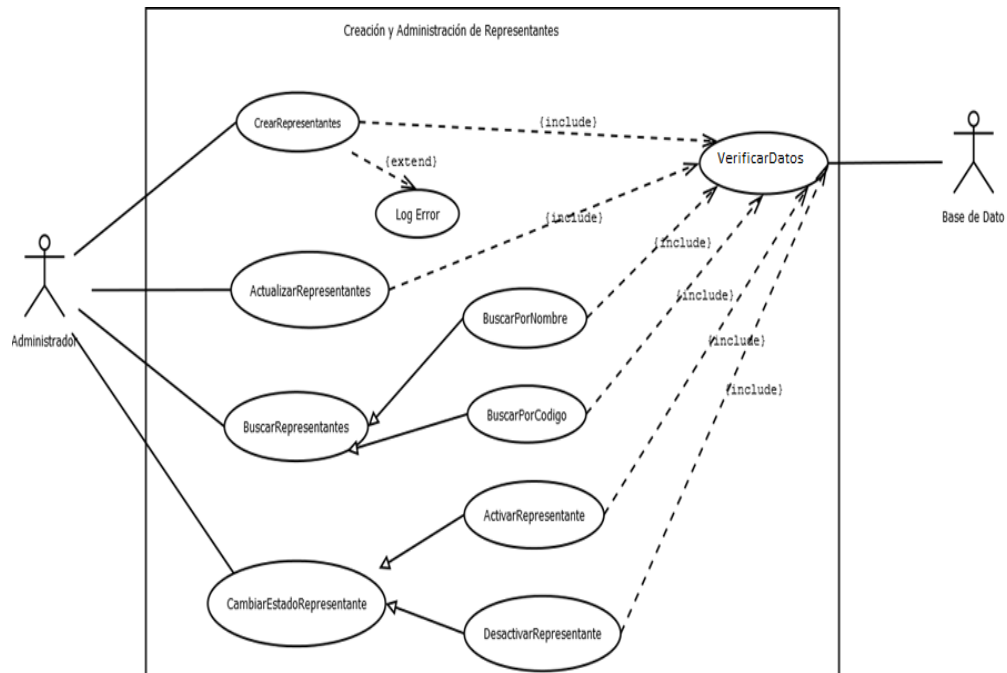 Creación y Administración de Representantes
CrearRepresentantes
{include}
VerificarDatos
{extend}
Log Error
{include}
Base de Dato
{include}
ActualizarRepresentantes
BuscarPorNombre
{include}
Administrador
{include}
{include}
BuscarRepresentantes
BuscarPorCodigo
ActivarRepresentante
CambiarEstadoRepresentante
DesactivarRepresentante